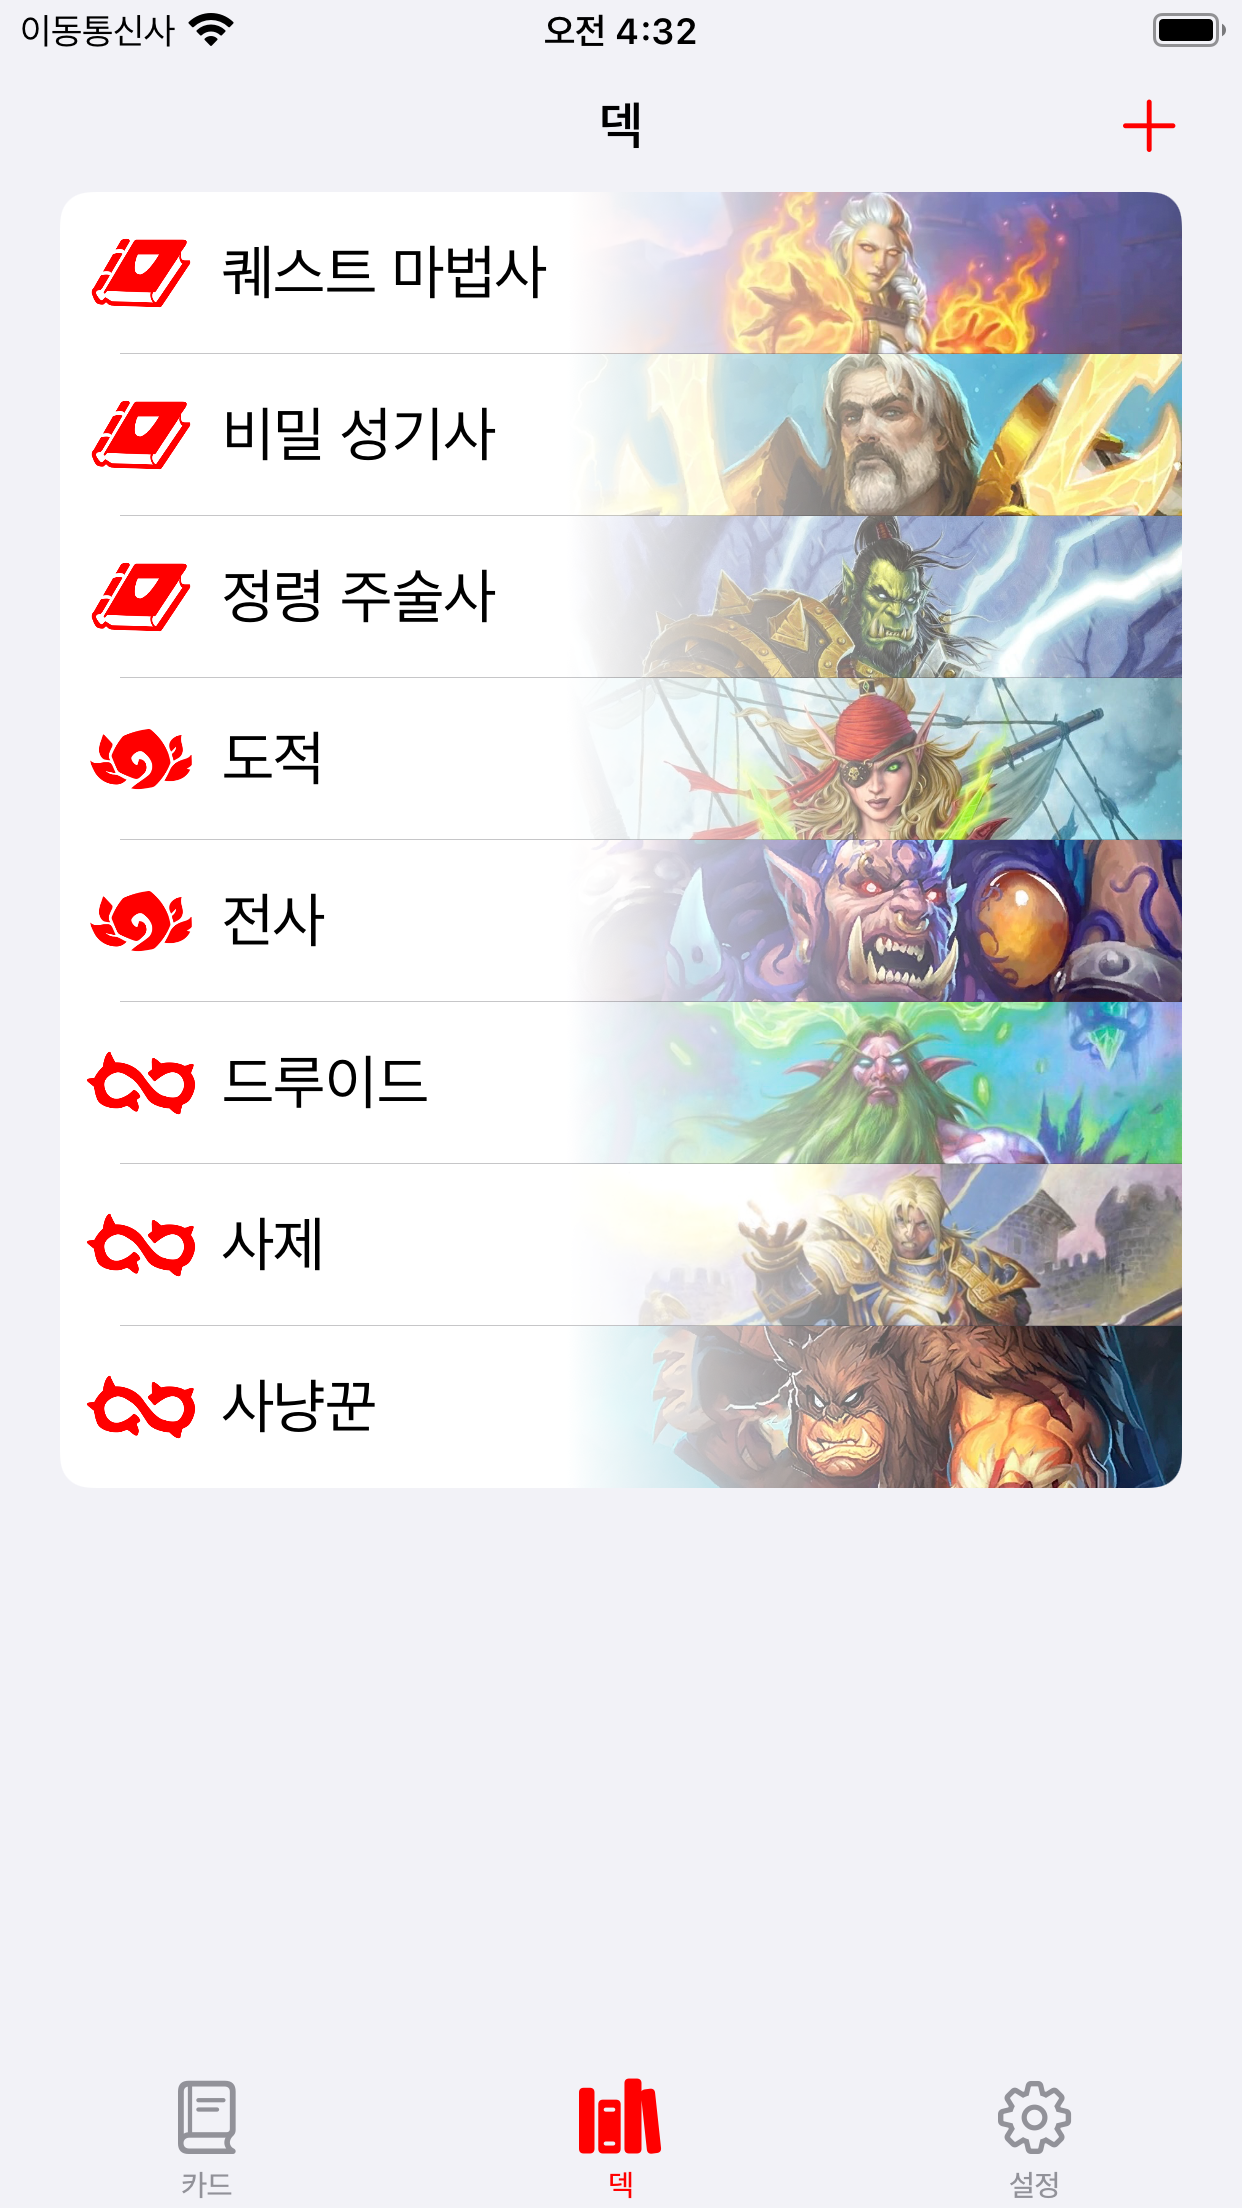 이동통신사
오전 4:32
덱
퀘스트 마법사
비밀 성기사
정령 주술사
도적
전사
드루이드
사제
사냥꾼
카드
덱
설정